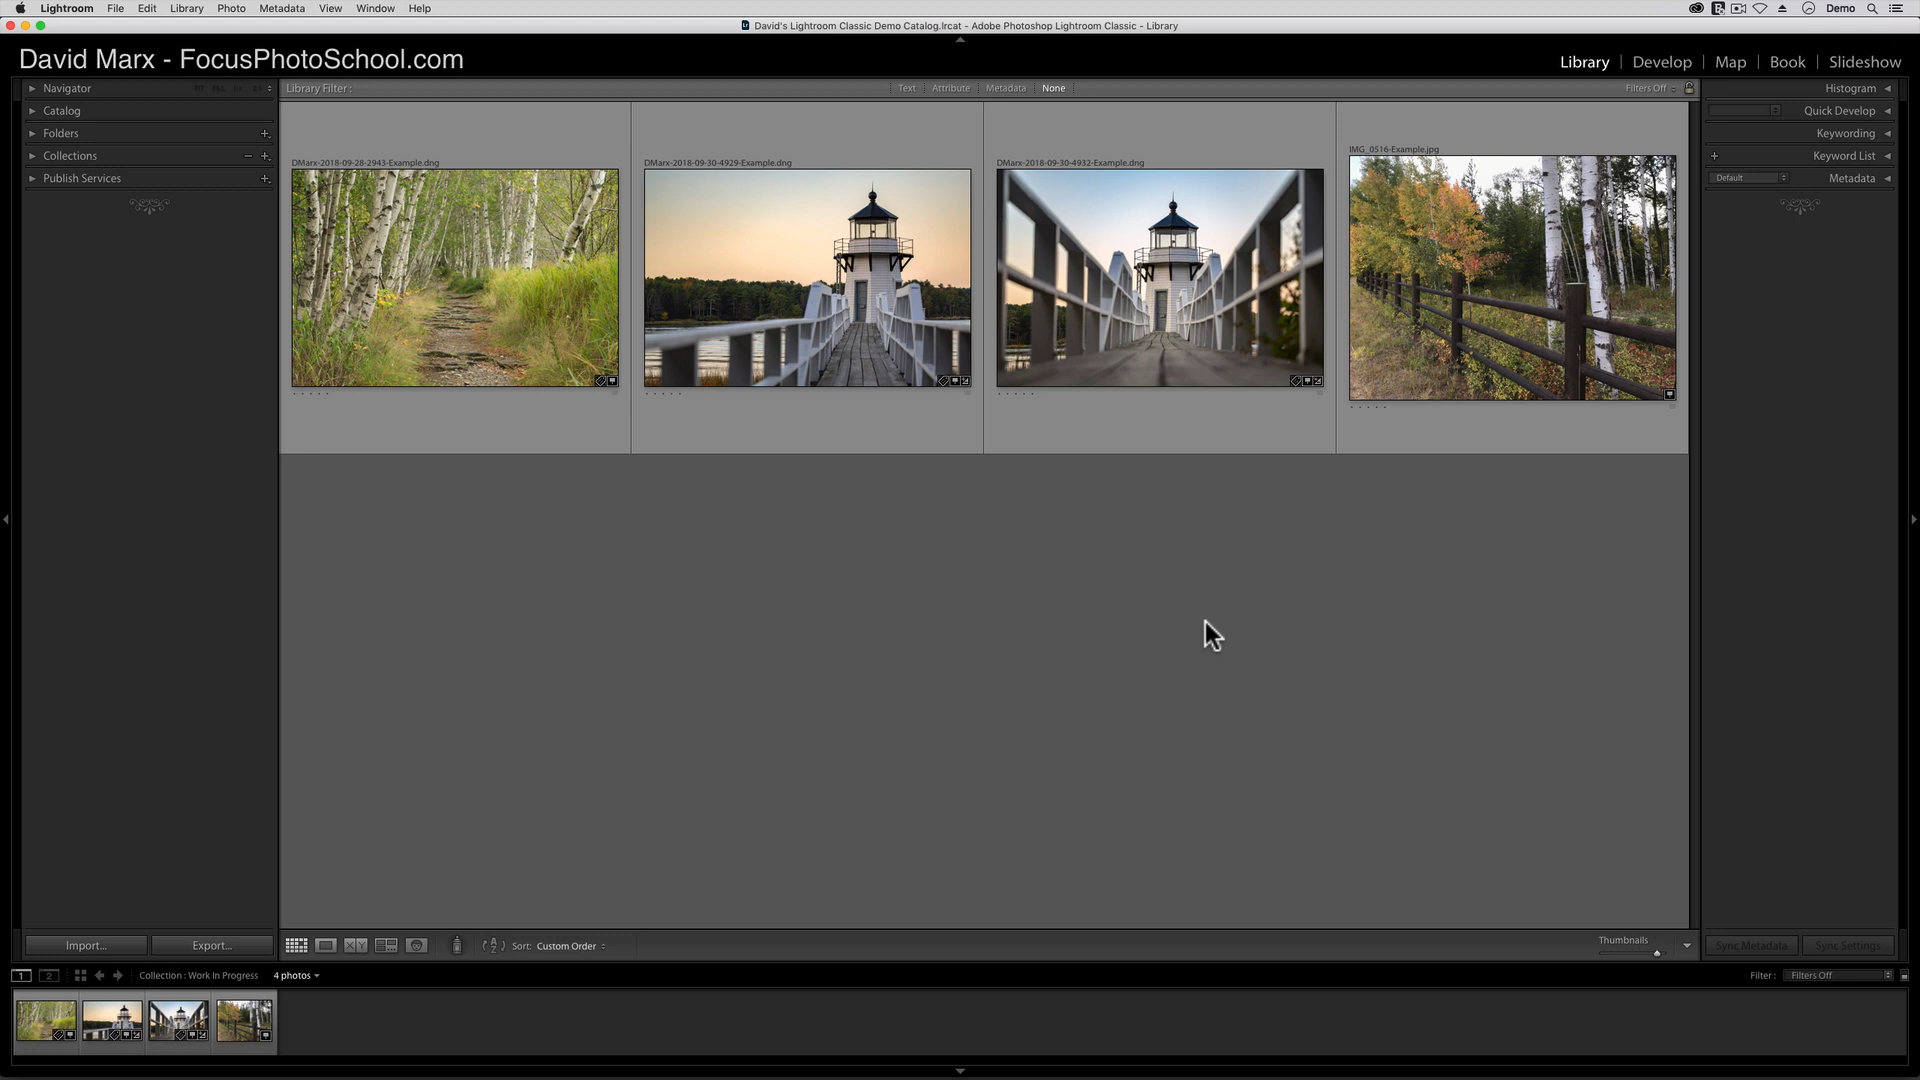 Lightroom File Edit Library Photo Metadata View Window Help Demo
David's Lightroom Classic Demo Catalog.lrcat - Adobe Photoshop Lightroom Classic - Library
David Marx - FocusPhotoSchool.com
Library | Develop | Map | Book | Slideshow
Navigator
Library Filter : Text Attribute Metadata None Filters Off
Histogram
Catalog
Quick Develop
Folders
Keywording
Collections
Keyword List
Publish Services
Default Metadata
DMarx-2018-09-28-2943-Example.dng
DMarx-2018-09-30-4929-Example.dng
DMarx-2018-09-30-4932-Example.dng
IMG_0516-Example.jpg
Import... Export...
Sort: Custom Order
Thumbnails
Sync Metadata Sync Settings
1 2 Collection : Work In Progress 4 photos
Filter : Filters Off